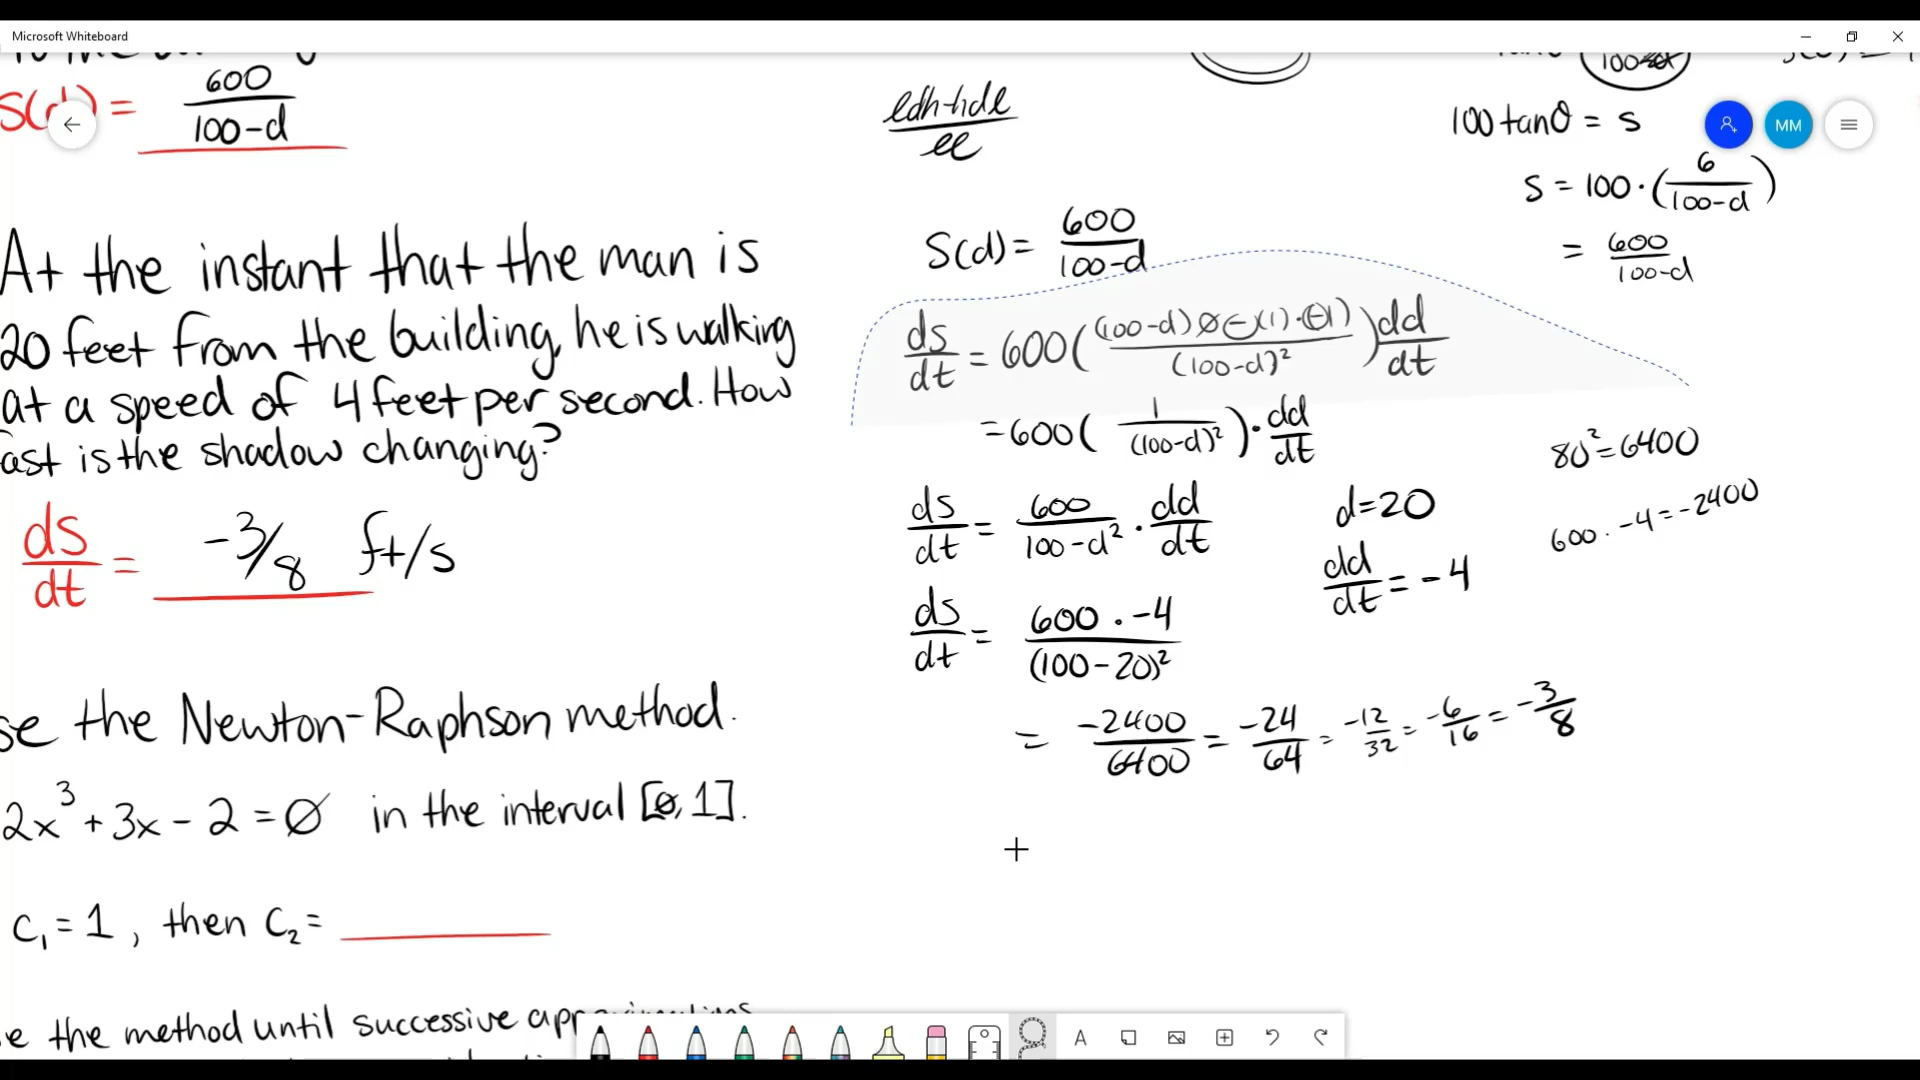 Microsoft Whiteboard
S(d) = 600/100-d
At the instant that the man is
20 feet from the building, he is walking
at a speed of 4 feet per second. How
fast is the shadow changing?
ds/dt = -3/8 ft/s
the Newton-Raphson method.
2x³ + 3x - 2 = Ø in the interval [Ø, 1].
C₁ = 1, then C₂ =
the method until successive
ldh-hdl/ll
S(d) = 600/100-d
ds/dt = 600((100-d)Ø-(1)·(-1)/(100-d)²)dd/dt
= 600(1/(100-d)²)·dd/dt
ds/dt = 600/100-d² · dd/dt
d=20
dd/dt = -4
ds/dt = 600 · -4/(100-20)²
= -2400/6400 = -24/64 = -12/32 = -6/16 = -3/8
80² = 6400
600 · -4 = -2400
100-d
100 tanθ = s
MM
s = 100·(6/100-d)
= 600/100-d
A